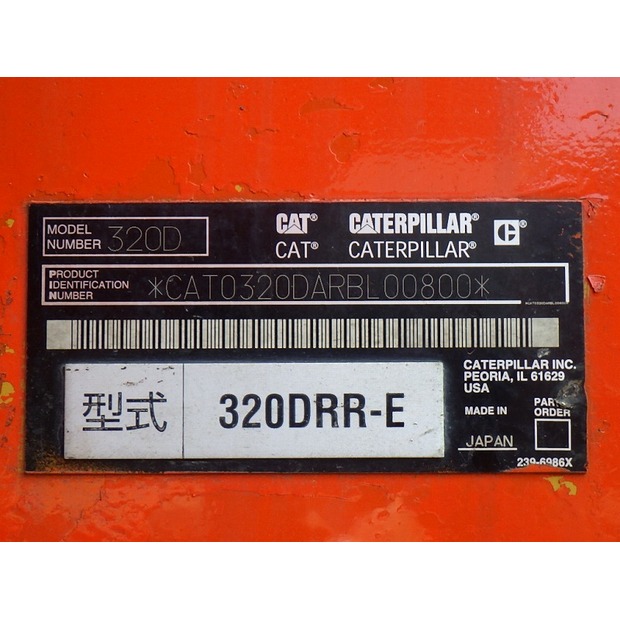 MODEL
NUMBER 320D
CAT® CATERPILLAR® C®
CAT® CATERPILLAR®
PRODUCT
IDENTIFICATION
NUMBER
*CAT0320DARBL00800*
型式 320DRR-E
CATERPILLAR INC.
PEORIA, IL 61629
USA
MADE IN
JAPAN
PARTS
ORDER
239-6986X